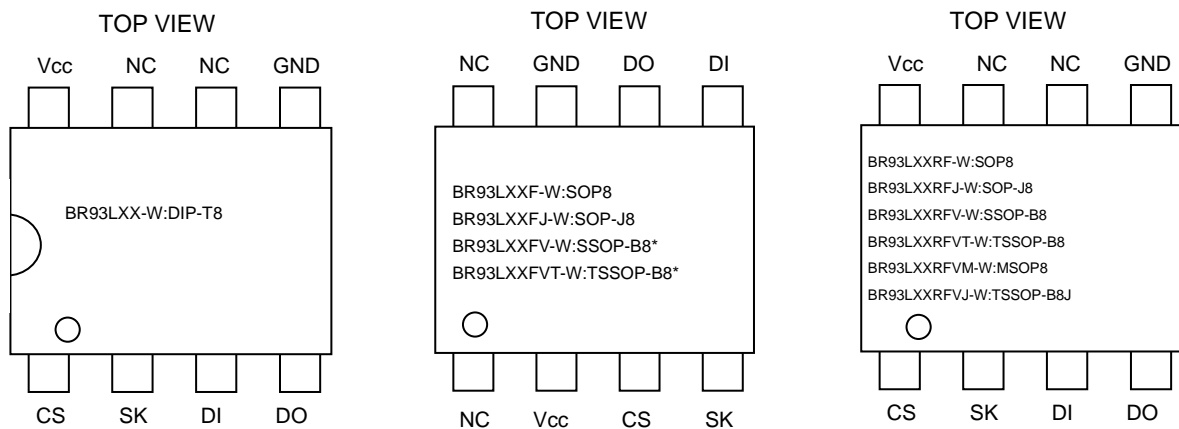 TOP VIEW
Vcc NC NC GND
BR93LXX-W:DIP-T8
CS SK DI DO
TOP VIEW
NC GND DO DI
BR93LXXF-W:SOP8
BR93LXXFJ-W:SOP-J8
BR93LXXFV-W:SSOP-B8*
BR93LXXFVT-W:TSSOP-B8*
NC Vcc CS SK
TOP VIEW
Vcc NC NC GND
BR93LXXRF-W:SOP8
BR93LXXRFJ-W:SOP-J8
BR93LXXRFV-W:SSOP-B8
BR93LXXRFVT-W:TSSOP-B8
BR93LXXRFVM-W:MSOP8
BR93LXXRFVJ-W:TSSOP-B8J
CS SK DI DO